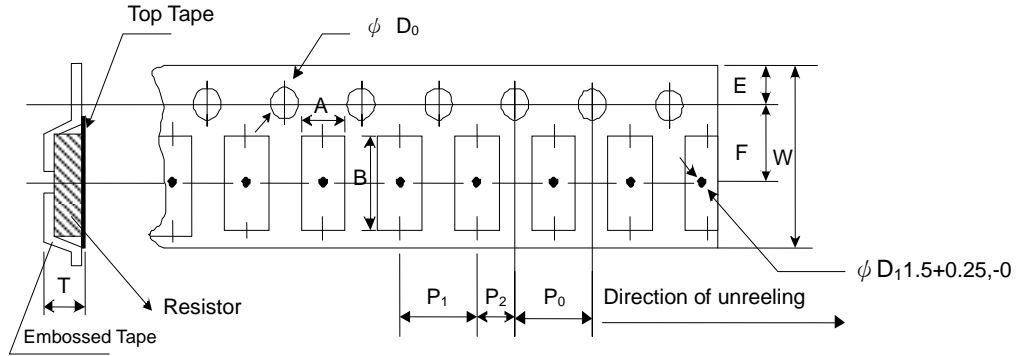 Top Tape
ϕ D₀
E
A
F
W
B
ϕ D₁1.5+0.25,-0
T
P₁
P₂
P₀
Direction of unreeling
Resistor
Embossed Tape